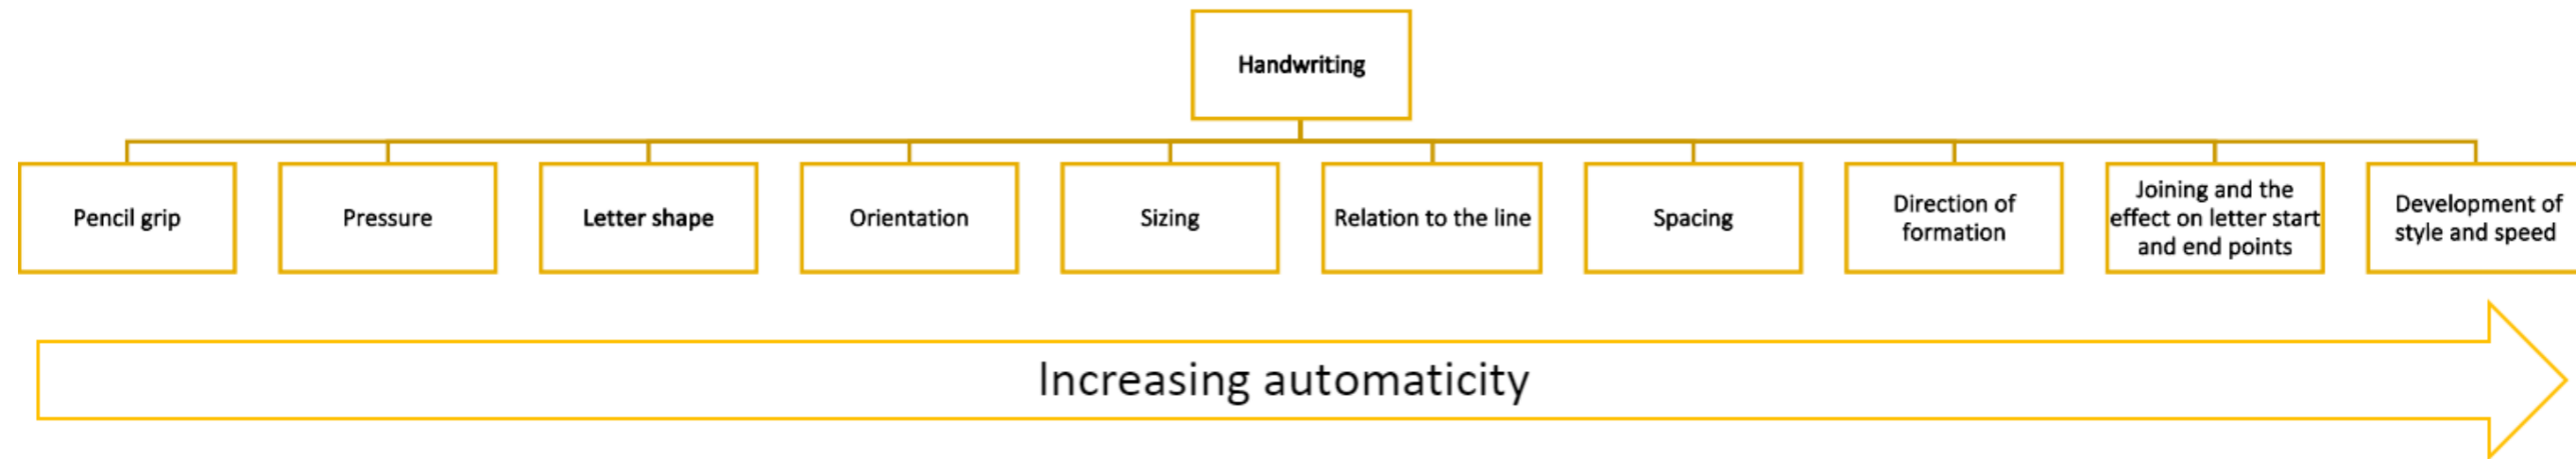 Handwriting
Pencil grip
Pressure
Letter shape
Orientation
Sizing
Relation to the line
Spacing
Direction of
formation
Joining and the
effect on letter start
and end points
Development of
style and speed
Increasing automaticity